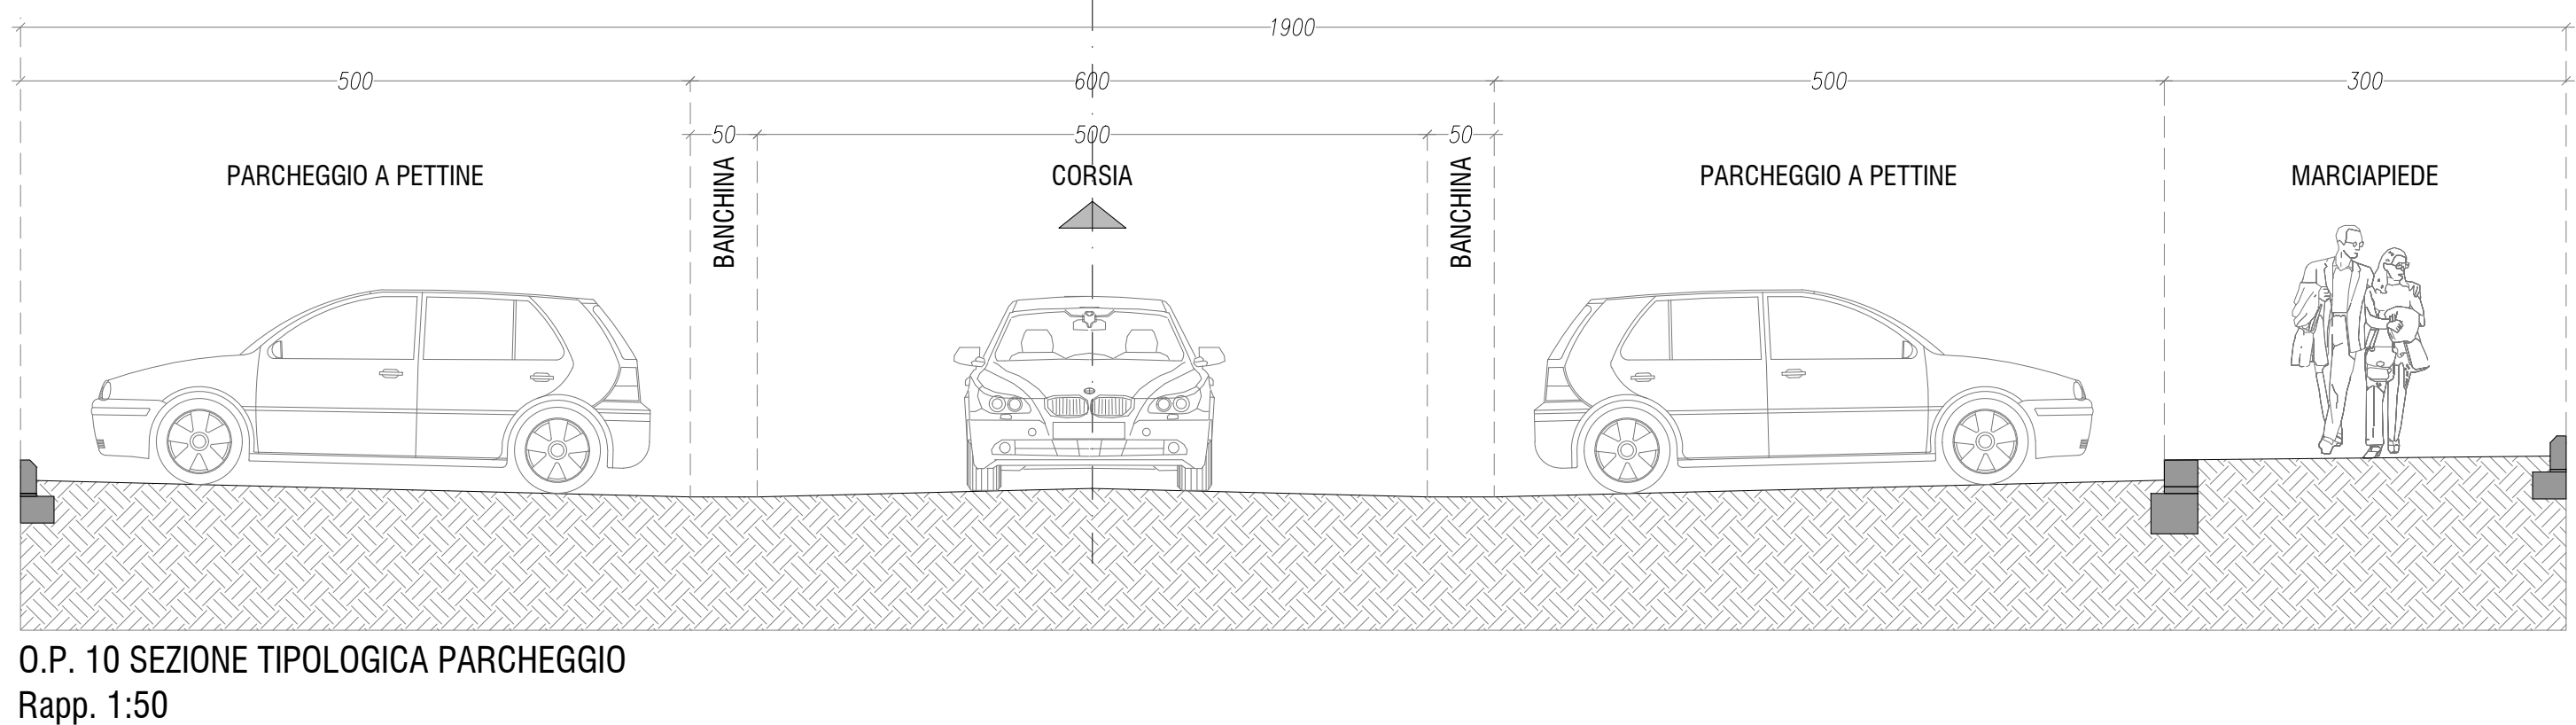 1900
500 600 500 300
50 500 50
PARCHEGGIO A PETTINE
BANCHINA
CORSIA
BANCHINA
PARCHEGGIO A PETTINE
MARCIAPIEDE
O.P. 10 SEZIONE TIPOLOGICA PARCHEGGIO
Rapp. 1:50